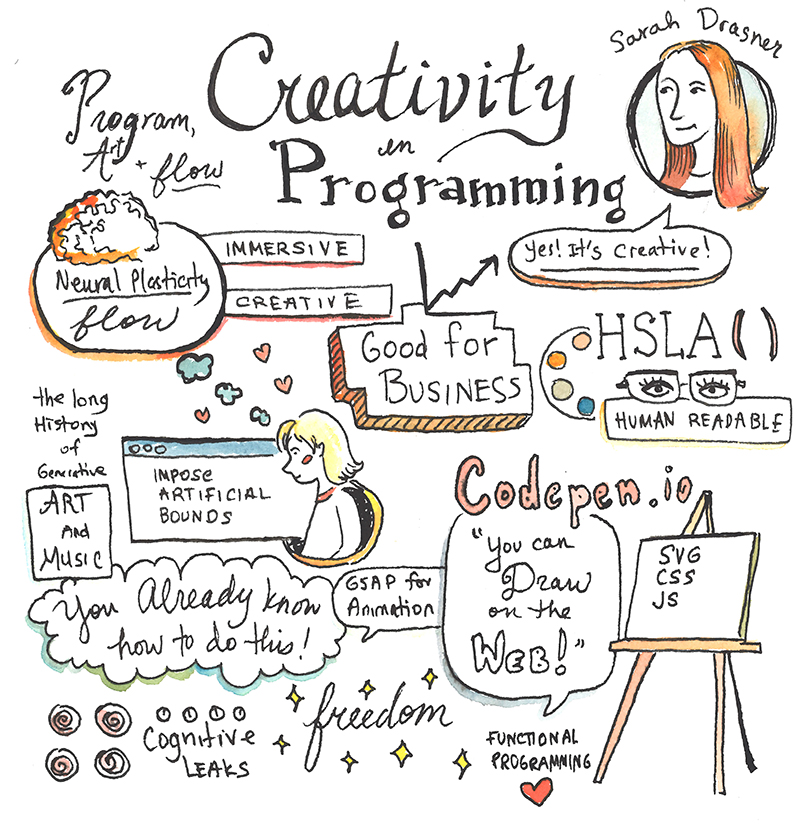 Sarah Drasner
Creativity
in
Programming
Program,
Art + flow
Neural Plasticity
flow
IMMERSIVE
CREATIVE
Yes! It's Creative!
Good for
BUSINESS
HSLA()
HUMAN READABLE
the long
History
of
Generative
ART
AND
MUSIC
IMPOSE
ARTIFICIAL
BOUNDS
Codepen.io
"You can
Draw
on the
WEB!"
SVG
CSS
JS
GSAP for
Animation
You Already know
how to do this!
Cognitive
LEAKS
freedom
FUNCTIONAL
PROGRAMMING